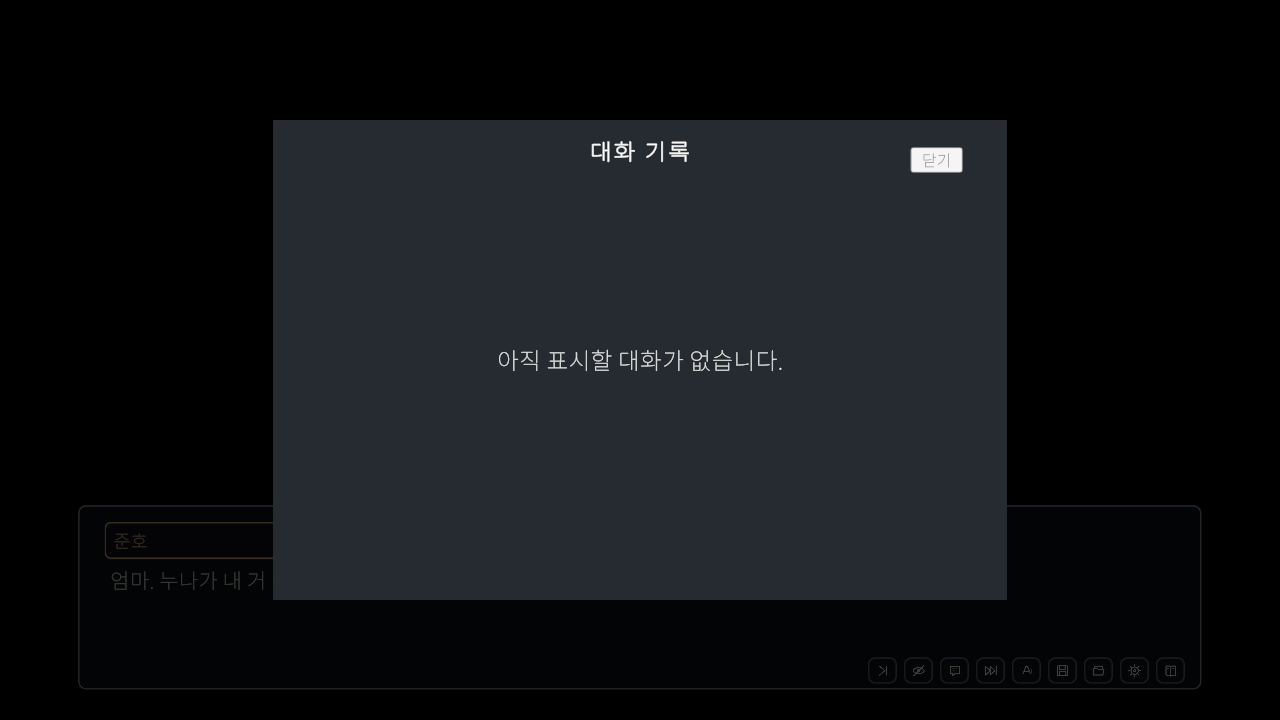 대화 기록
닫기
아직 표시할 대화가 없습니다.
준호
엄마. 누나가 내 거